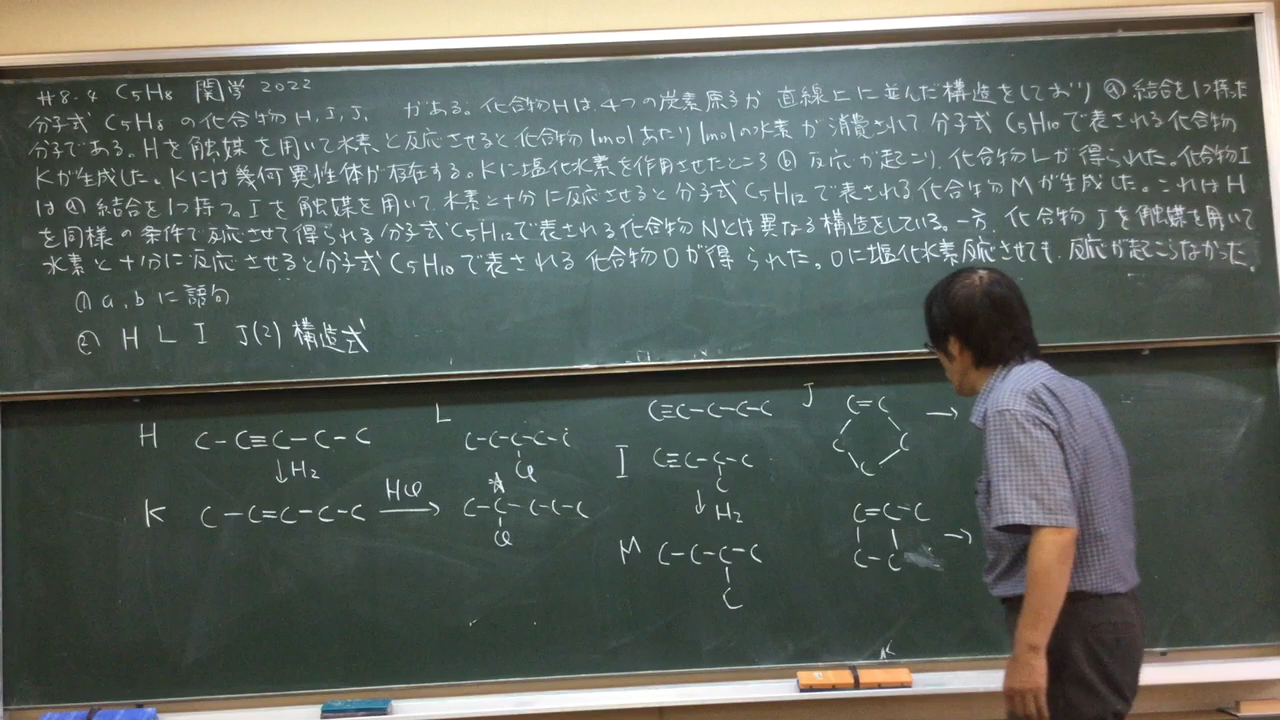 #8.4 C5H8 関学 2022
分子式 C5H8 の化合物 H, I, J, がある。化合物Hは4つの炭素原子が直線上に並んだ構造をしており ⓐ 結合を1つ持った
分子である。Hを触媒を用いて水素と反応させると化合物1molあたり1molの水素が消費されて分子式 C5H10で表される化合物
Kが生成した。Kには幾何異性体が存在する。Kに塩化水素を作用させたところ ⓑ 反応が起こり、化合物Lが得られた。化合物I
は ⓐ 結合を1つ持つ。Iを触媒を用いて水素と十分に反応させると分子式 C5H12 で表される化合物Mが生成した。これはH
を同様の条件で反応させて得られる分子式C5H12で表される化合物Nとは異なる構造をしている。一方、化合物Jを触媒を用いて
水素と十分に反応させると分子式C5H10で表される化合物Oが得られた。Oに塩化水素反応させても、反応が起こらなかった。
(1) a, bに語句
(2) H L I J(2) 構造式
H C-C≡C-C-C
↓H2
K C-C=C-C-C
HCl
→
L
C-C-C-C-C
Cl
*
C-C-C-C-C
Cl
C≡C-C-C-C
I C≡C-C-C
C
↓H2
M C-C-C-C
C
J C=C
C C
C
→
C=C-C
C-C
→